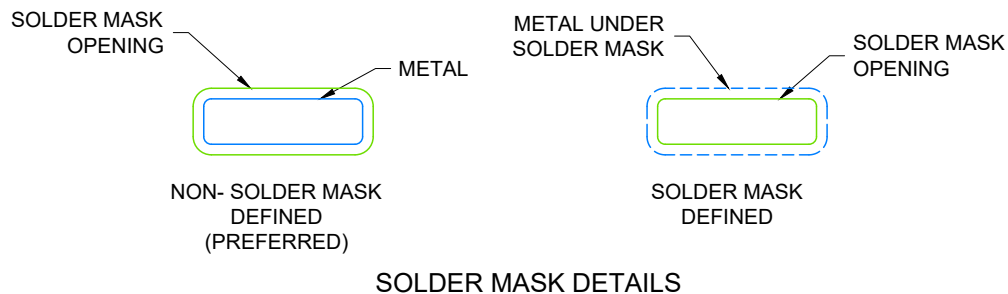 SOLDER MASK
OPENING
METAL
NON- SOLDER MASK
DEFINED
(PREFERRED)
METAL UNDER
SOLDER MASK
SOLDER MASK
OPENING
SOLDER MASK
DEFINED
SOLDER MASK DETAILS